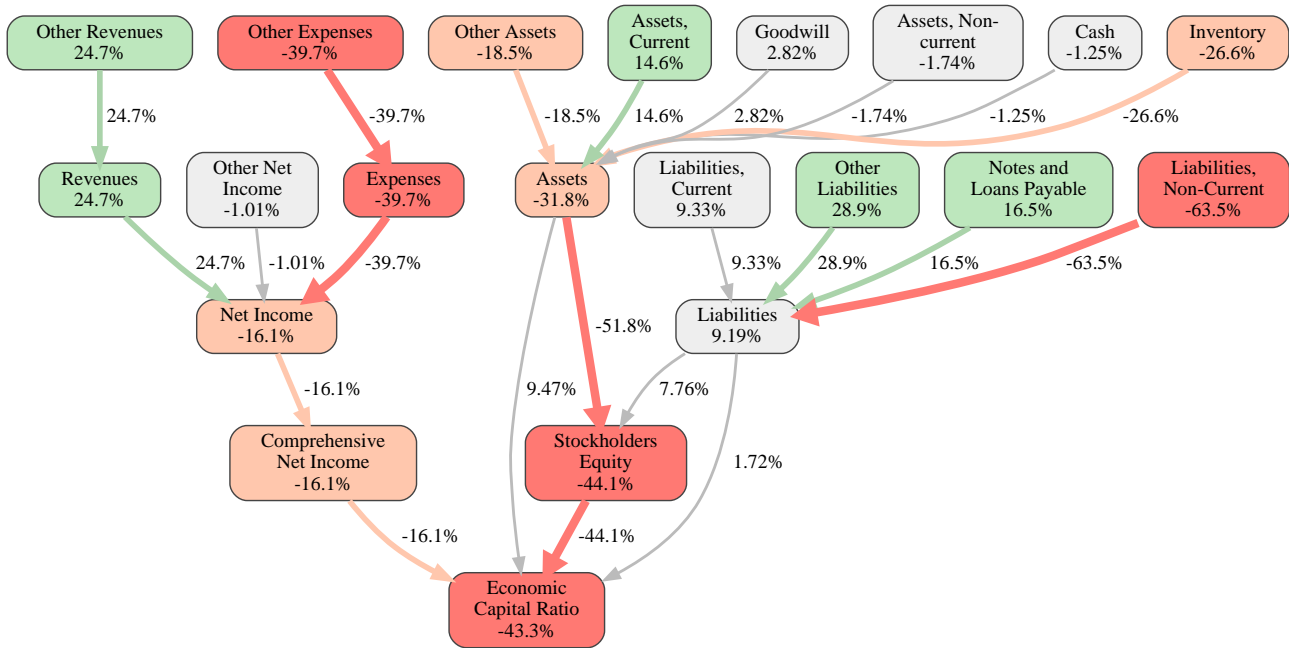 Other Revenues
24.7%
Other Expenses
-39.7%
Other Assets
-18.5%
Assets,
Current
14.6%
Goodwill
2.82%
Assets, Non-
current
-1.74%
Cash
-1.25%
Inventory
-26.6%
24.7%
-39.7%
-18.5%
14.6%
2.82%
-1.74%
-1.25%
-26.6%
Revenues
24.7%
Other Net
Income
-1.01%
Expenses
-39.7%
Assets
-31.8%
Liabilities,
Current
9.33%
Other
Liabilities
28.9%
Notes and
Loans Payable
16.5%
Liabilities,
Non-Current
-63.5%
24.7%
-1.01%
-39.7%
9.33%
28.9%
16.5%
-63.5%
Net Income
-16.1%
Liabilities
9.19%
-51.8%
-16.1%
9.47%
7.76%
Comprehensive
Net Income
-16.1%
Stockholders
Equity
-44.1%
1.72%
-16.1%
-44.1%
Economic
Capital Ratio
-43.3%